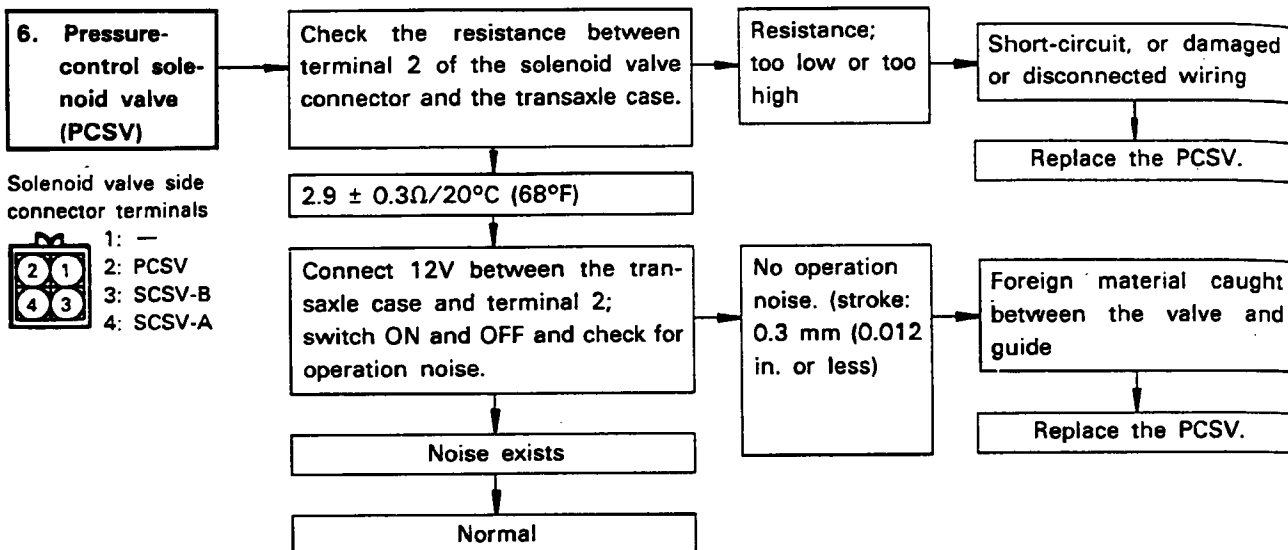 6. Pressure-
control sole-
noid valve
(PCSV)
Check the resistance between
terminal 2 of the solenoid valve
connector and the transaxle case.
Resistance;
too low or too
high
Short-circuit, or damaged
or disconnected wiring
Replace the PCSV.
Solenoid valve side
connector terminals
2 1
4 3
1: —
2: PCSV
3: SCSV-B
4: SCSV-A
2.9 ± 0.3Ω/20°C (68°F)
Connect 12V between the tran-
saxle case and terminal 2;
switch ON and OFF and check for
operation noise.
No operation
noise. (stroke:
0.3 mm (0.012
in. or less)
Foreign material caught
between the valve and
guide
Replace the PCSV.
Noise exists
Normal